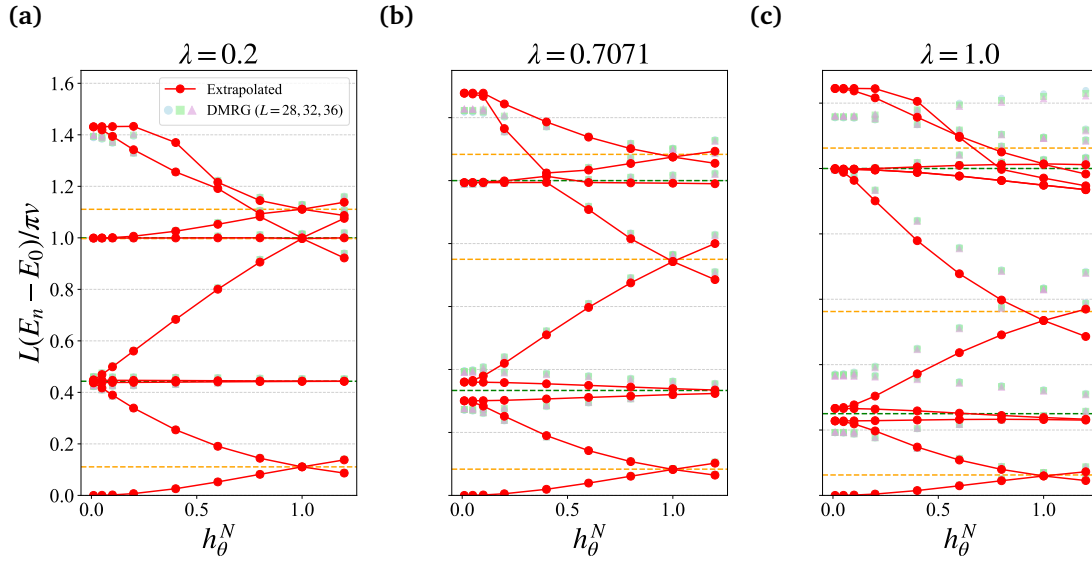 (a)
(b)
(c)
λ = 0.2
λ = 0.7071
λ = 1.0
Extrapolated
DMRG (L = 28, 32, 36)
L(Eₙ − E₀)/πv
1.6
1.4
1.2
1.0
0.8
0.6
0.4
0.2
0.0
0.0 0.5 1.0
0.0 0.5 1.0
0.0 0.5 1.0
h_θ^N
h_θ^N
h_θ^N